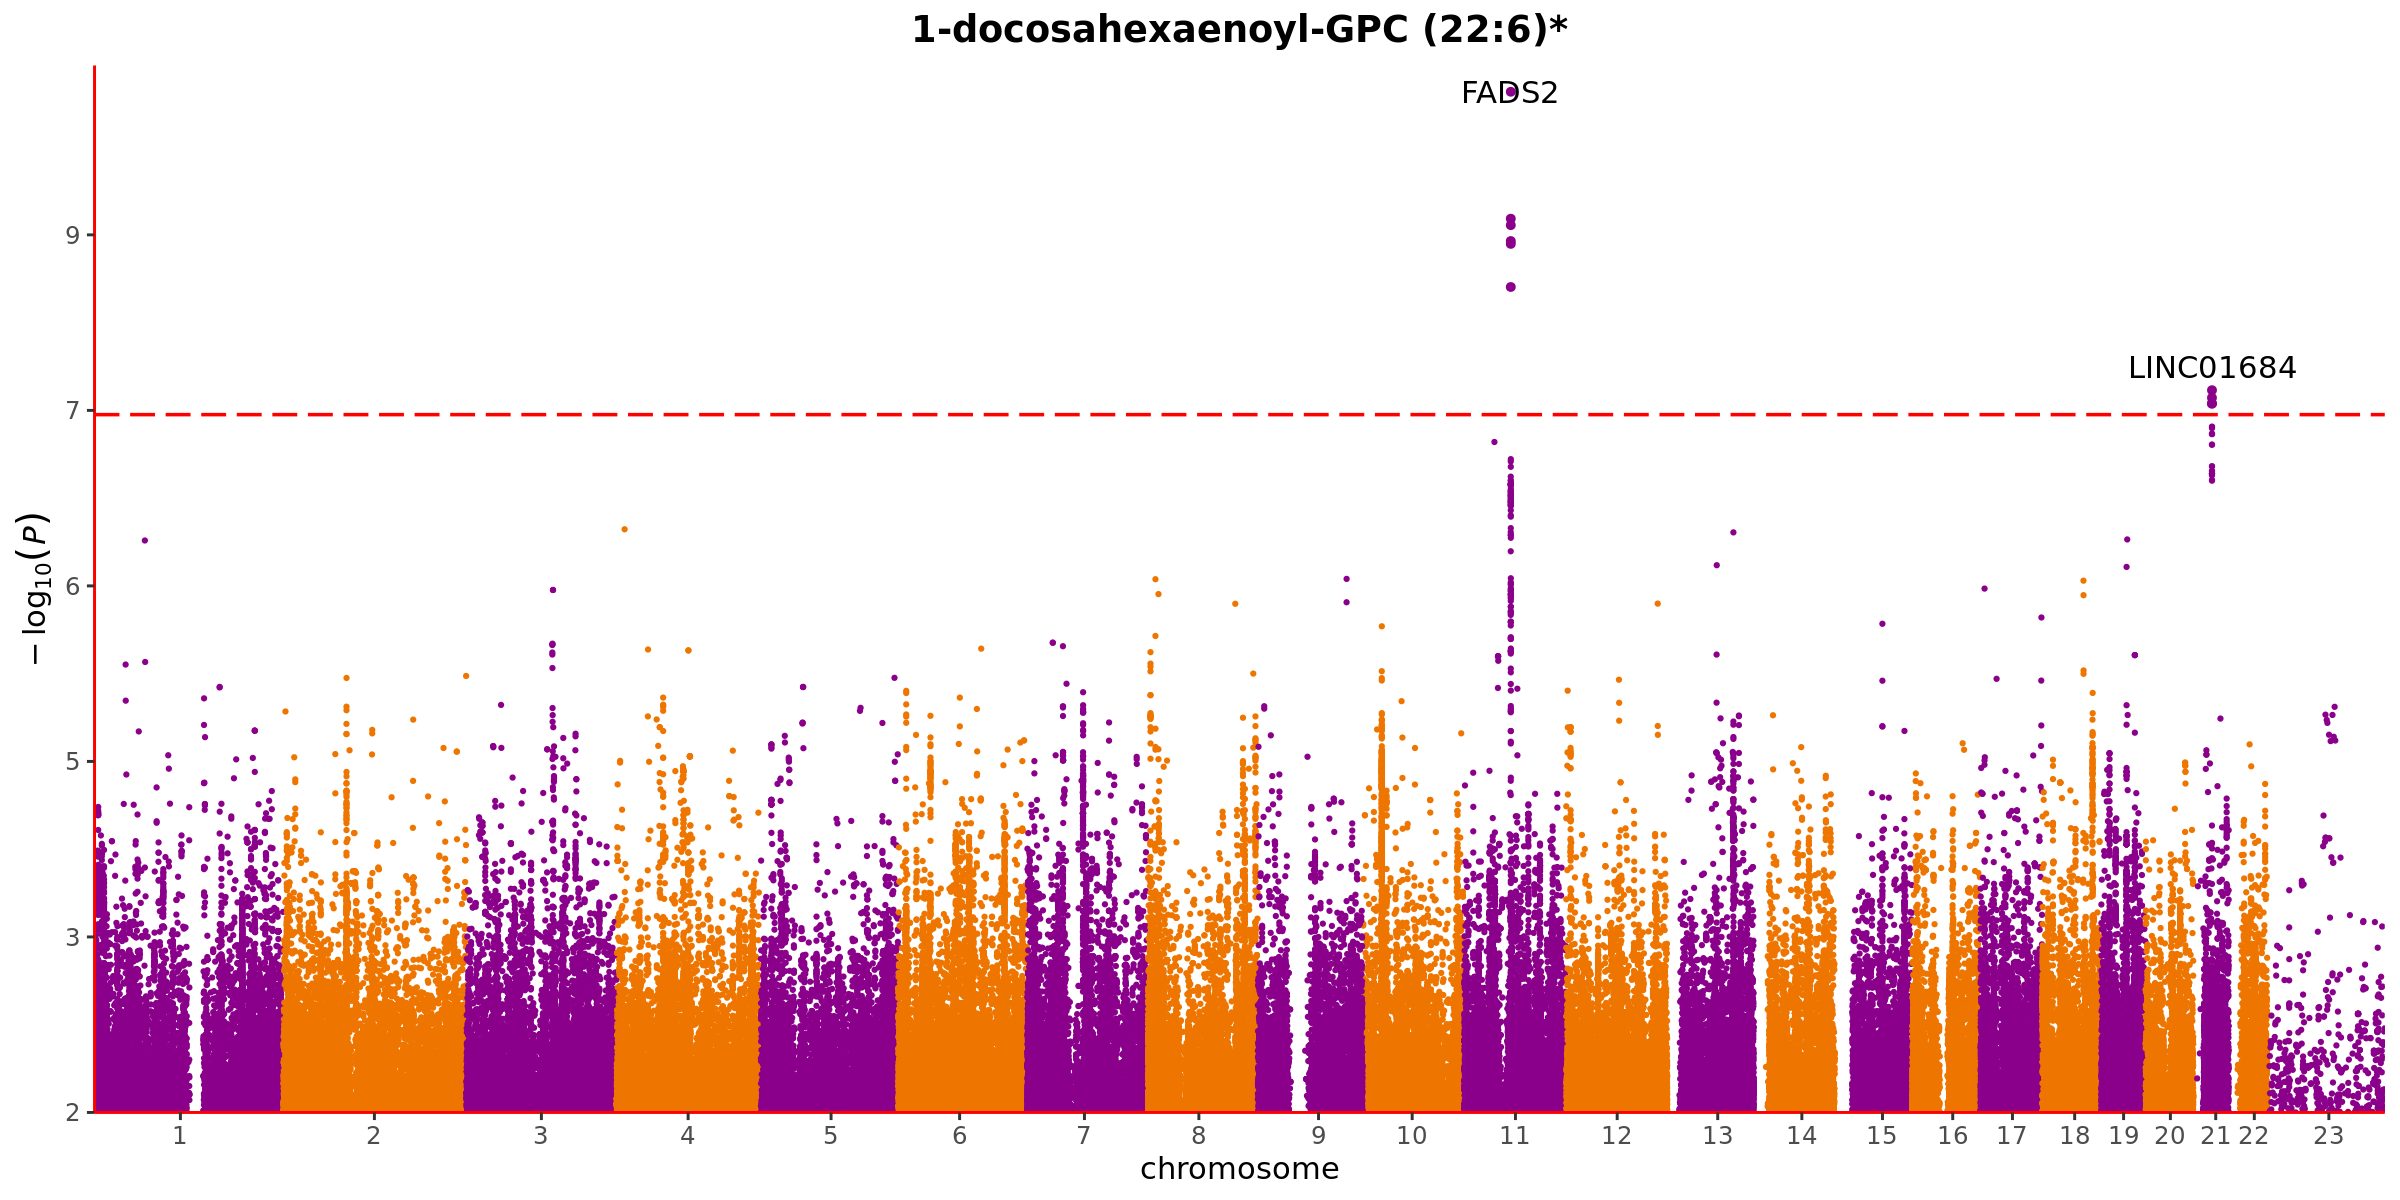 1-docosahexaenoyl-GPC (22:6)*
FADS2
LINC01684
9
7
6
5
3
2
− log10(P)
1 2 3 4 5 6 7 8 9 10 11 12 13 14 15 16 17 18 19 20 21 22 23
chromosome